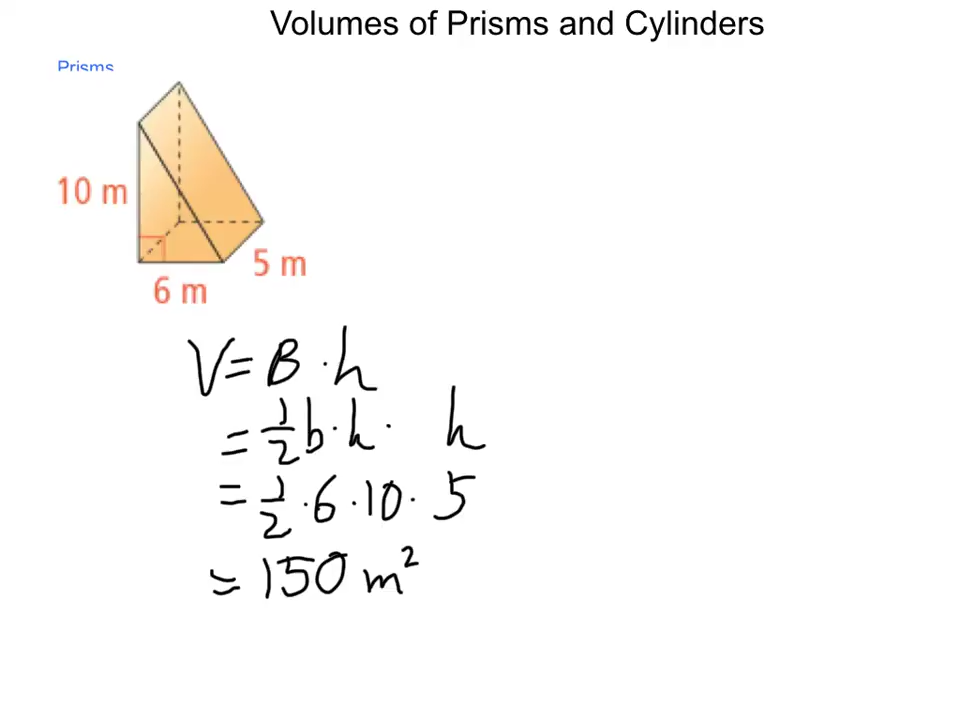 Volumes of Prisms and Cylinders
Prisms
10 m
5 m
6 m
V = B · h
= 1/2 b · h · h
= 1/2 · 6 · 10 · 5
= 150 m²